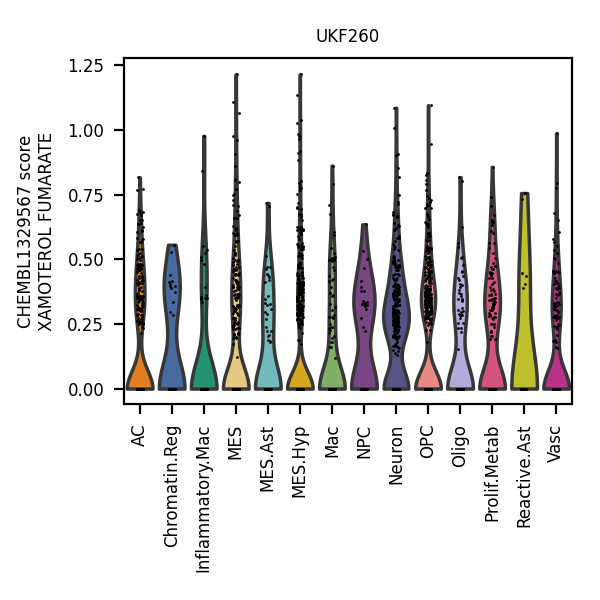 UKF260
CHEMBL1329567 score
XAMOTEROL FUMARATE
1.25
1.00
0.75
0.50
0.25
0.00
AC
Chromatin.Reg
Inflammatory.Mac
MES
MES.Ast
MES.Hyp
Mac
NPC
Neuron
OPC
Oligo
Prolif.Metab
Reactive.Ast
Vasc